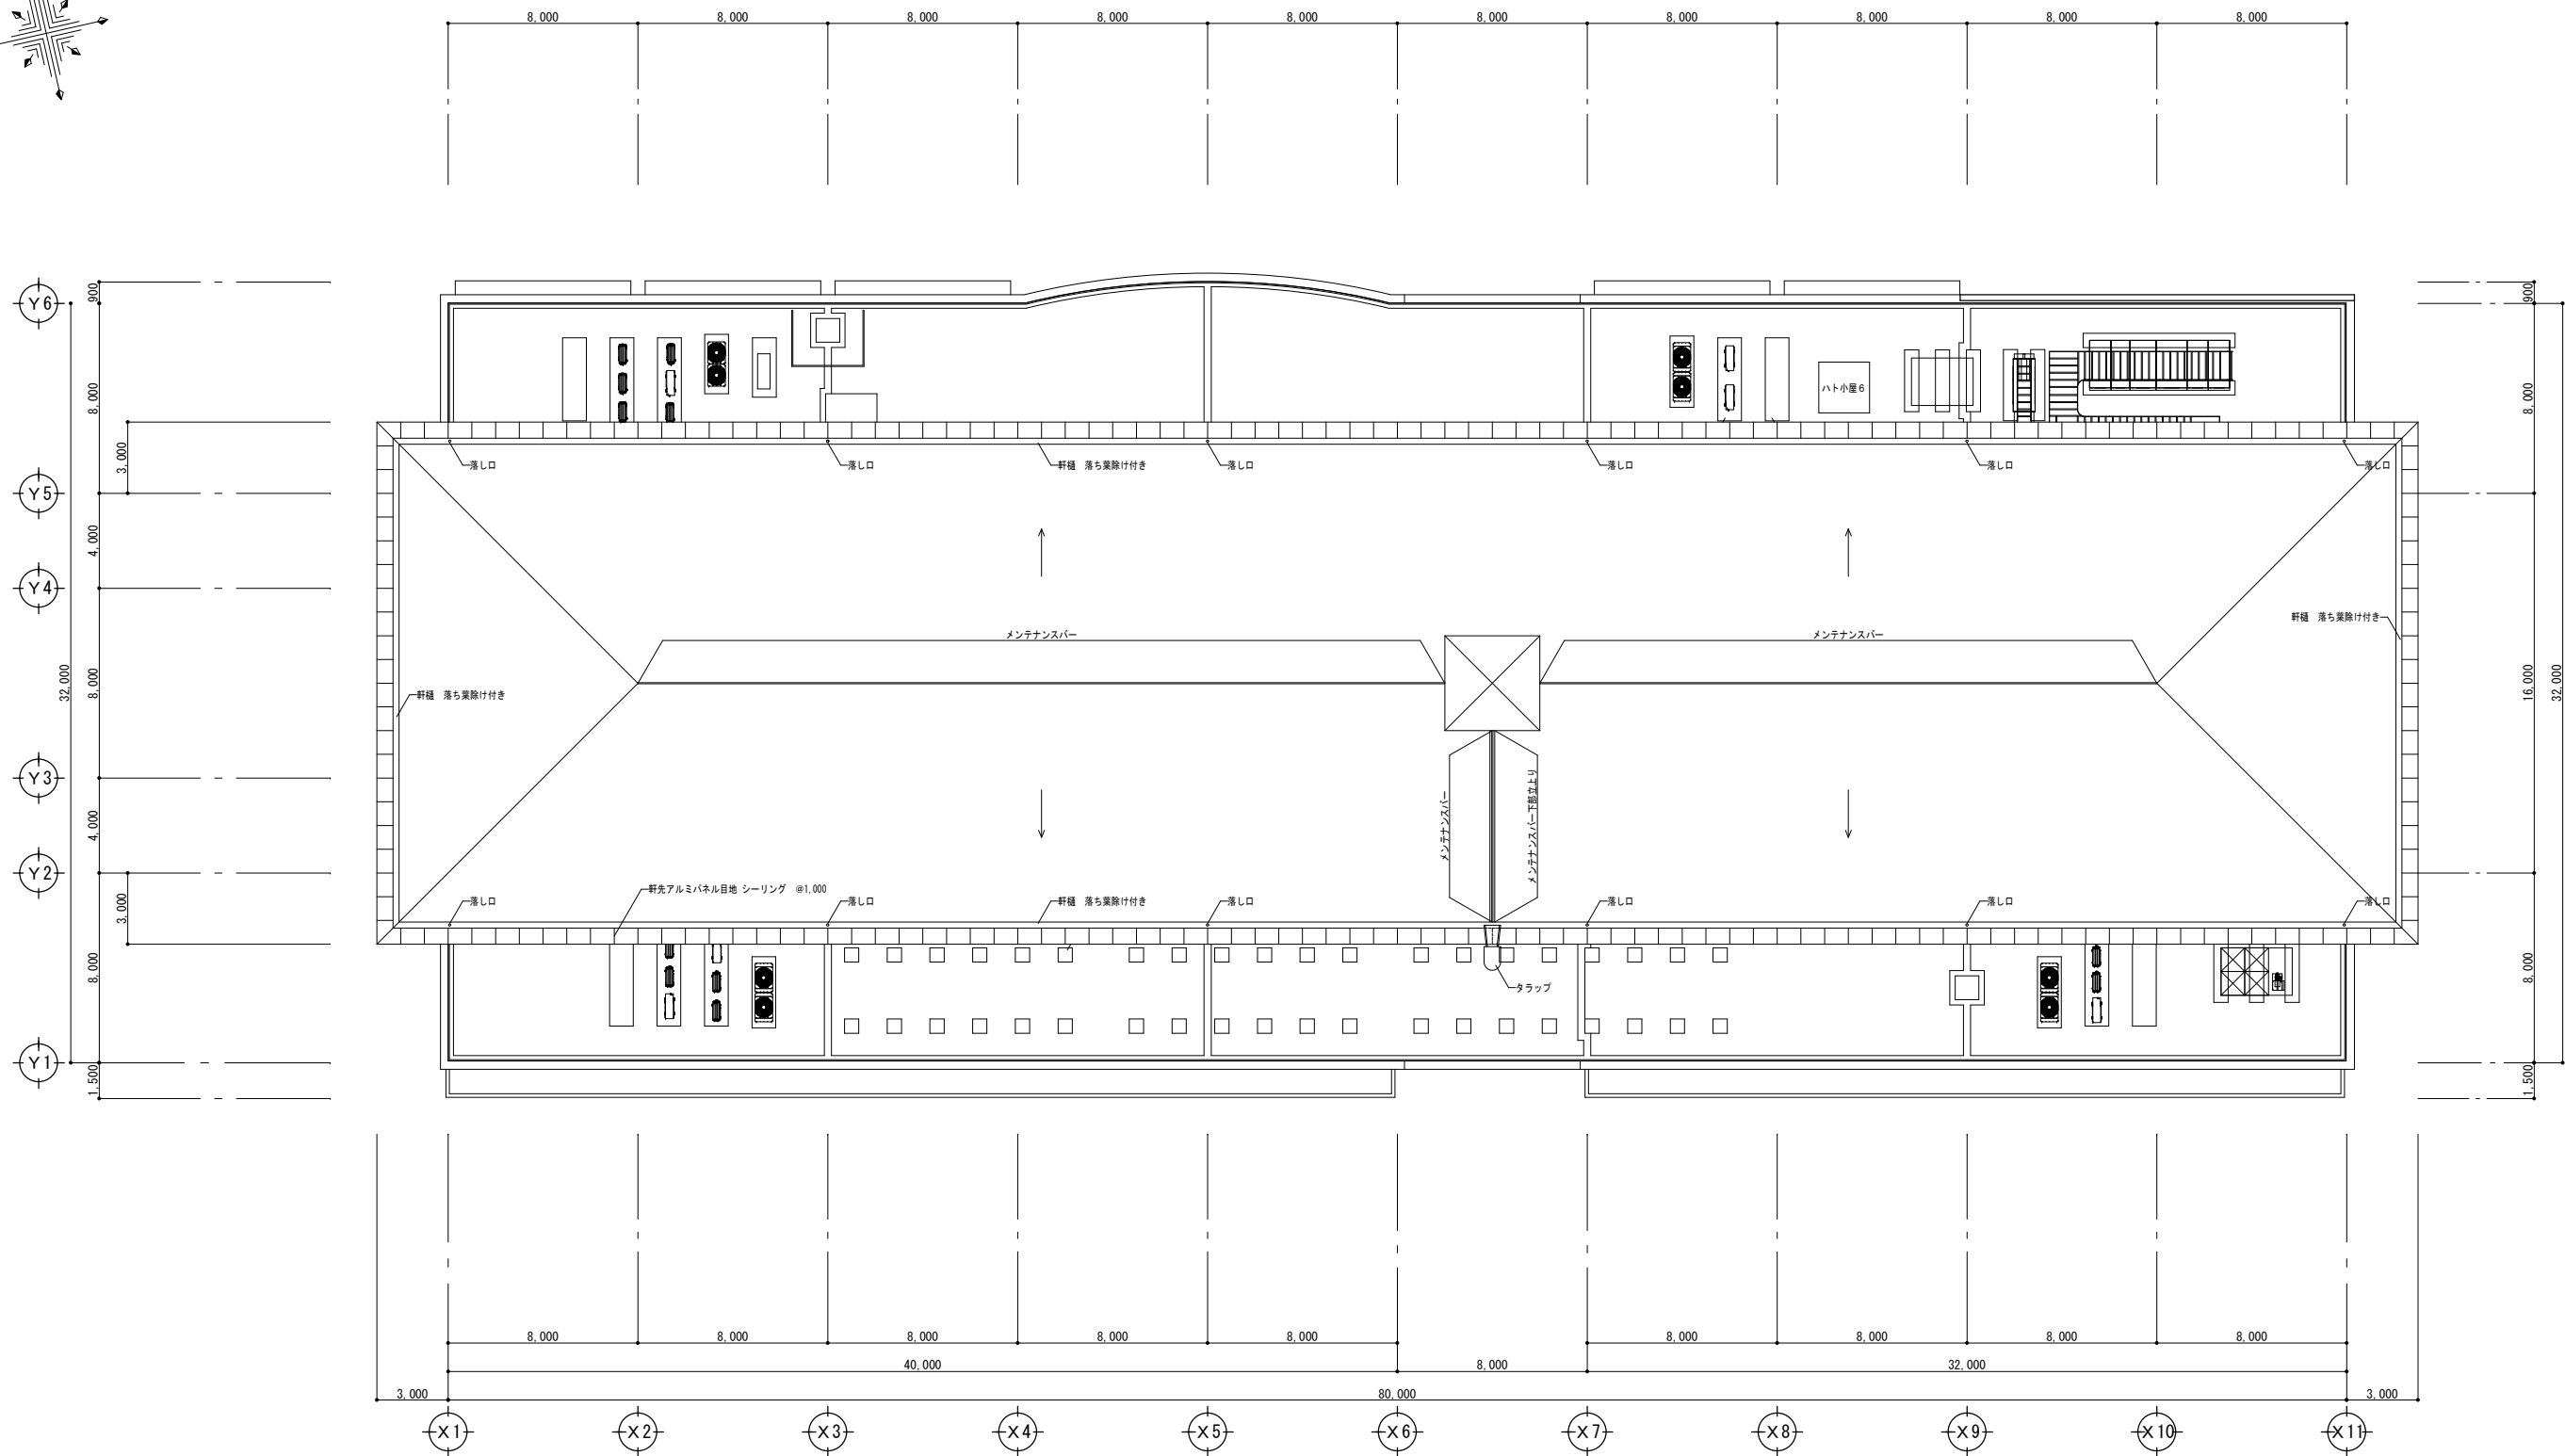 8,000 8,000 8,000 8,000 8,000 8,000 8,000 8,000 8,000 8,000
Y6
900
900
8,000
ハト小屋6
8,000
3,000
落し口 落し口 軒樋 落ち葉除け付き 落し口 落し口 落し口 落し口
Y5
4,000
Y4
軒樋 落ち葉除け付き
メンテナンスバー メンテナンスバー
32,000
8,000
16,000
32,000
軒樋 落ち葉除け付き
Y3
メンテナンスバー
メンテナンスバー下部立上り
4,000
Y2
3,000
軒先アルミパネル目地 シーリング @1,000
落し口 落し口 軒樋 落ち葉除け付き 落し口 落し口 落し口 落し口
8,000
タラップ
8,000
Y1
1,500
1,500
8,000 8,000 8,000 8,000 8,000 8,000 8,000 8,000 8,000
40,000 8,000 32,000
3,000 80,000 3,000
X1 X2 X3 X4 X5 X6 X7 X8 X9 X10 X11